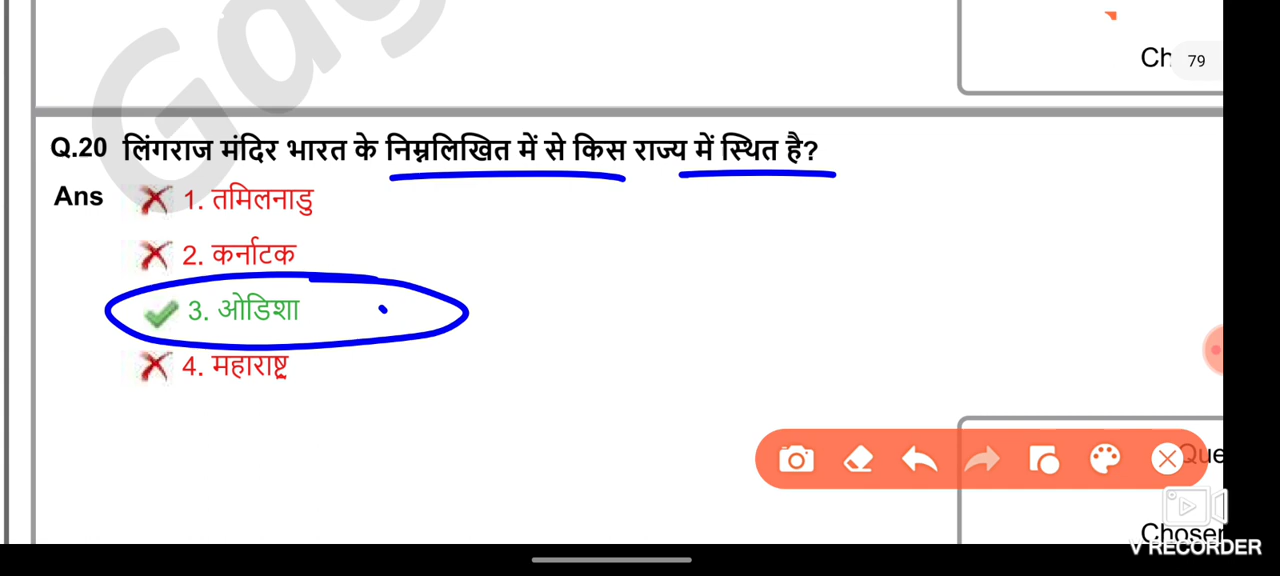 Gag
Ch
79
Q.20 लिंगराज मंदिर भारत के निम्नलिखित में से किस राज्य में स्थित है?
Ans 1. तमिलनाडु
2. कर्नाटक
3. ओडिशा
4. महाराष्ट्र
Que
Chosen
V RECORDER